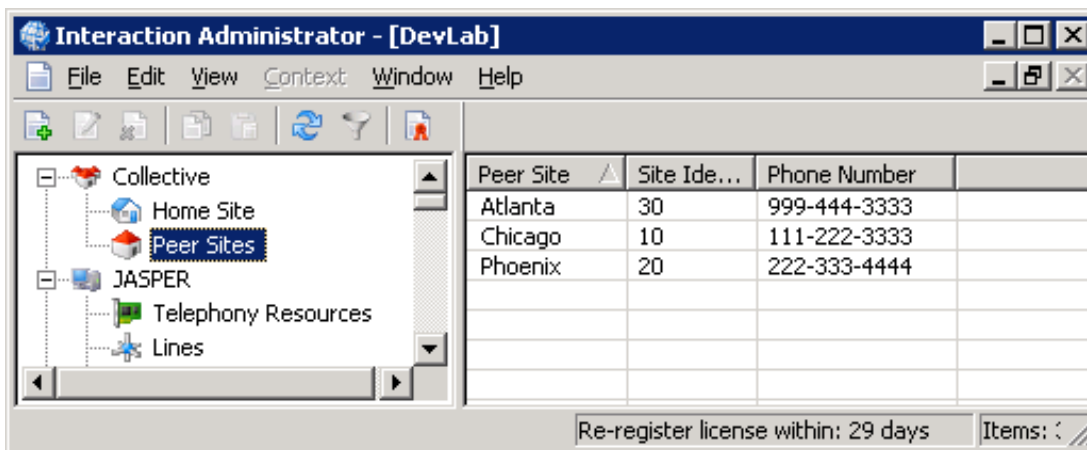 Interaction Administrator - [DevLab]
File Edit View Context Window Help
Collective
Home Site
Peer Sites
JASPER
Telephony Resources
Lines
Peer Site Site Ide... Phone Number
Atlanta 30 999-444-3333
Chicago 10 111-222-3333
Phoenix 20 222-333-4444
Re-register license within: 29 days Items: